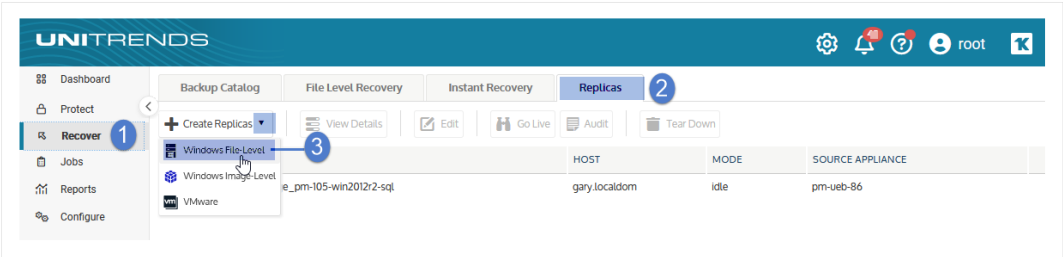 UNITRENDS
root
Dashboard
Protect
Recover
Jobs
Reports
Configure
1
Backup Catalog
File Level Recovery
Instant Recovery
Replicas
2
Create Replicas
View Details
Edit
Go Live
Audit
Tear Down
Windows File-Level
3
Windows Image-Level
vm VMware
HOST
MODE
SOURCE APPLIANCE
e_pm-105-win2012r2-sql
gary.localdom
idle
pm-ueb-86